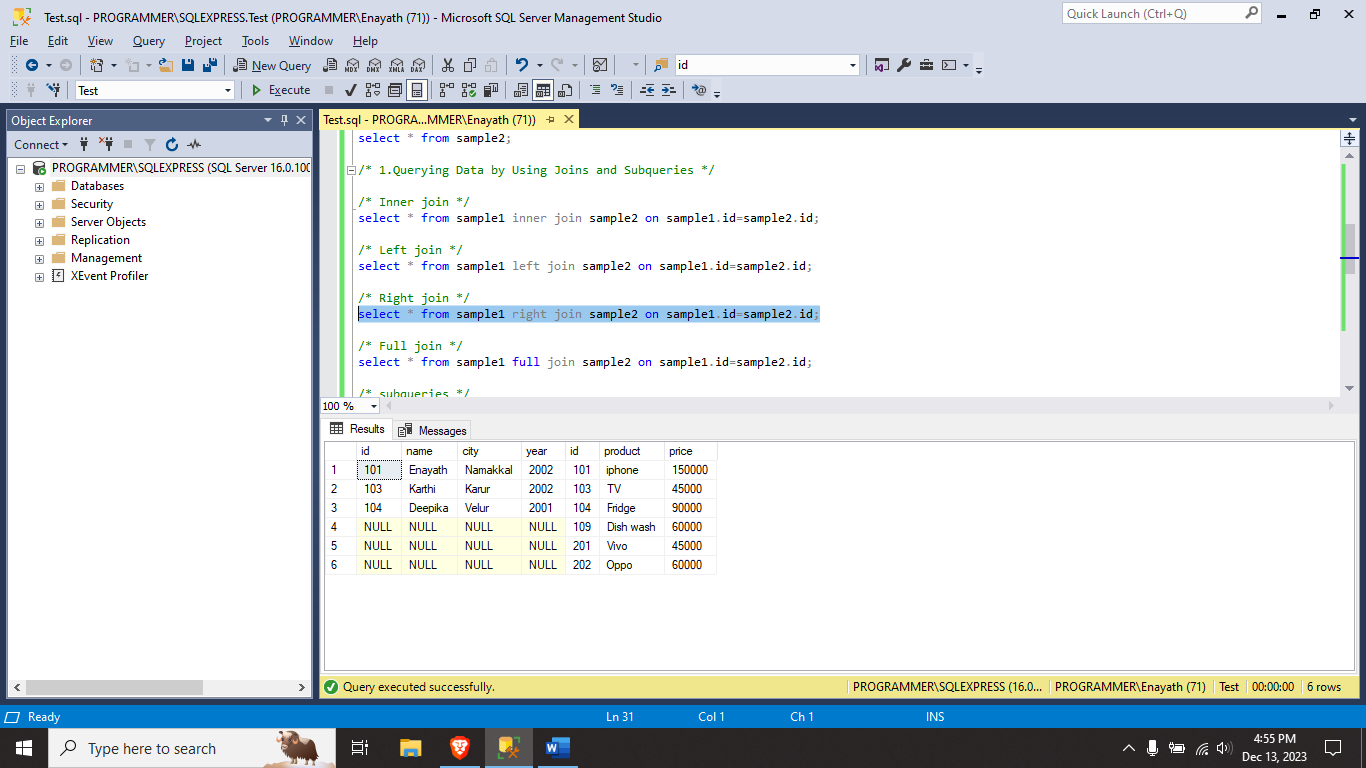 Test.sql - PROGRAMMER\SQLEXPRESS.Test (PROGRAMMER\Enayath (71)) - Microsoft SQL Server Management Studio
Quick Launch (Ctrl+Q)
File Edit View Query Project Tools Window Help
New Query MDX DMX XMLA DAX id
Test Execute
Object Explorer
Connect
PROGRAMMER\SQLEXPRESS (SQL Server 16.0.100
Databases
Security
Server Objects
Replication
Management
XEvent Profiler
Test.sql - PROGRA...MMER\Enayath (71))
select * from sample2;
/* 1.Querying Data by Using Joins and Subqueries */
/* Inner join */
select * from sample1 inner join sample2 on sample1.id=sample2.id;
/* Left join */
select * from sample1 left join sample2 on sample1.id=sample2.id;
/* Right join */
select * from sample1 right join sample2 on sample1.id=sample2.id;
/* Full join */
select * from sample1 full join sample2 on sample1.id=sample2.id;
/* subqueries */
100 %
Results Messages
id name city year id product price
1 101 Enayath Namakkal 2002 101 iphone 150000
2 103 Karthi Karur 2002 103 TV 45000
3 104 Deepika Velur 2001 104 Fridge 90000
4 NULL NULL NULL NULL 109 Dish wash 60000
5 NULL NULL NULL NULL 201 Vivo 45000
6 NULL NULL NULL NULL 202 Oppo 60000
Query executed successfully. PROGRAMMER\SQLEXPRESS (16.0... PROGRAMMER\Enayath (71) Test 00:00:00 6 rows
Ready Ln 31 Col 1 Ch 1 INS
Type here to search
4:55 PM
Dec 13, 2023